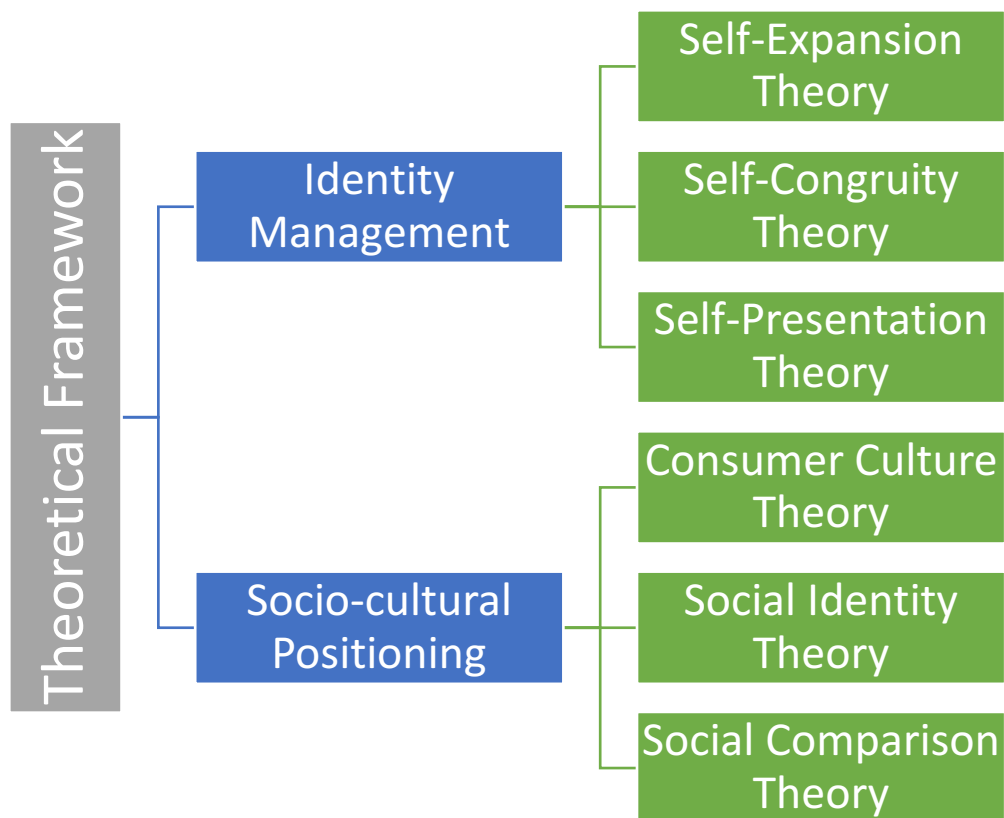 Theoretical Framework
Identity
Management
Socio-cultural
Positioning
Self-Expansion
Theory
Self-Congruity
Theory
Self-Presentation
Theory
Consumer Culture
Theory
Social Identity
Theory
Social Comparison
Theory